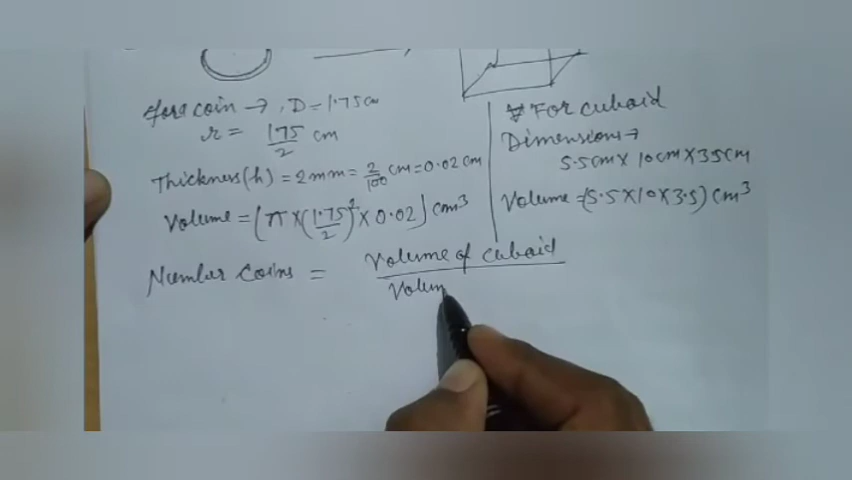 For a coin → , D = 1.75 cm
r = 1.75/2 cm
Thickness (h) = 2 mm = 2/100 cm = 0.02 cm
Volume = (π × (1.75/2)² × 0.02) cm³
For cuboid
Dimensions →
5.5 cm × 10 cm × 3.5 cm
Volume = (5.5 × 10 × 3.5) cm³
Number Coins = Volume of cuboid
Volum